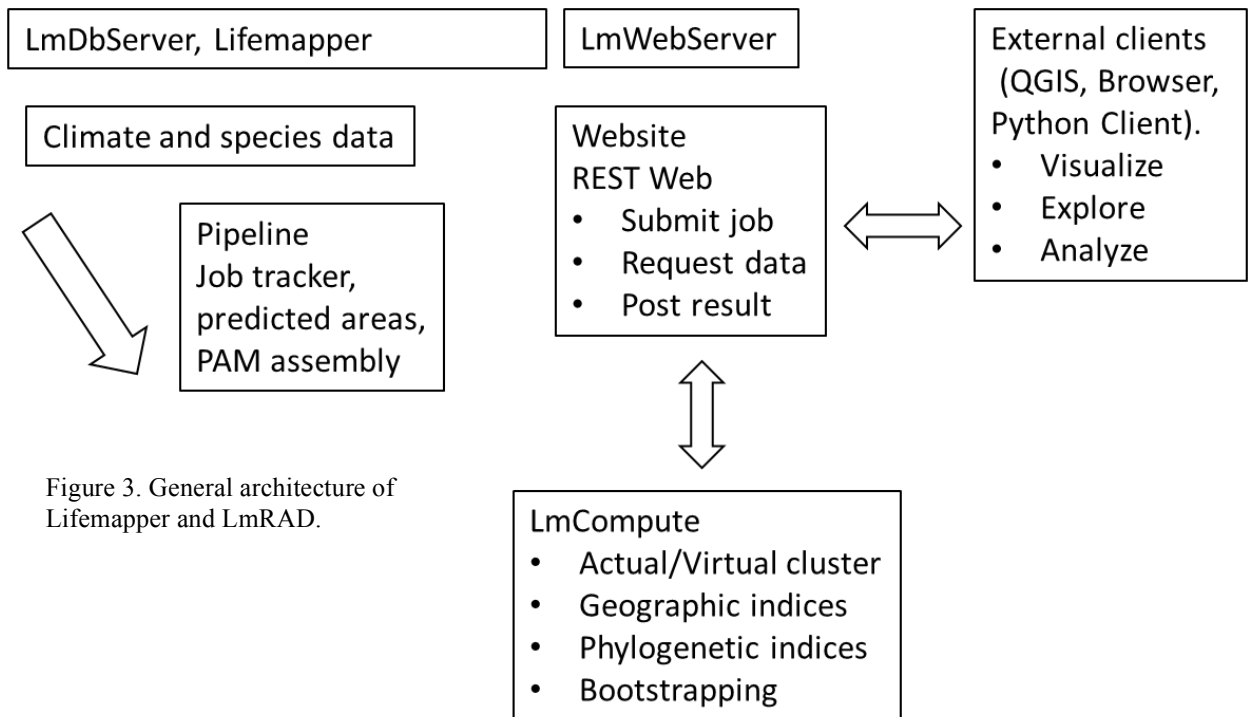 LmDbServer, Lifemapper
Climate and species data
Pipeline
Job tracker,
predicted areas,
PAM assembly
LmWebServer
Website
REST Web
• Submit job
• Request data
• Post result
External clients
(QGIS, Browser,
Python Client).
• Visualize
• Explore
• Analyze
LmCompute
• Actual/Virtual cluster
• Geographic indices
• Phylogenetic indices
• Bootstrapping
Figure 3. General architecture of
Lifemapper and LmRAD.